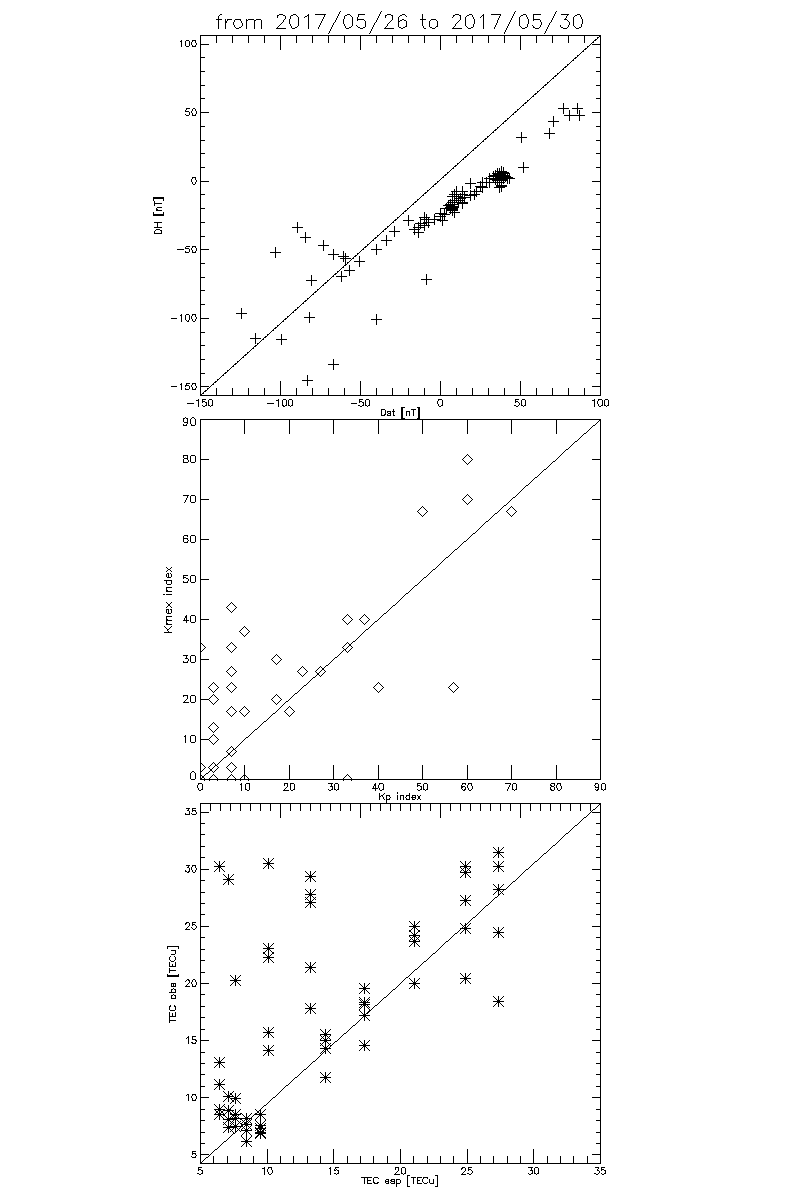 from 2017/05/26 to 2017/05/30
100
50
0
−50
−100
−150
DH [nT]
−150 −100 −50 0 50 100
Dst [nT]
90
80
70
60
50
40
30
20
10
0
Kmex index
0 10 20 30 40 50 60 70 80 90
Kp index
35
30
25
20
15
10
5
TEC obs [TECu]
5 10 15 20 25 30 35
TEC esp [TECu]